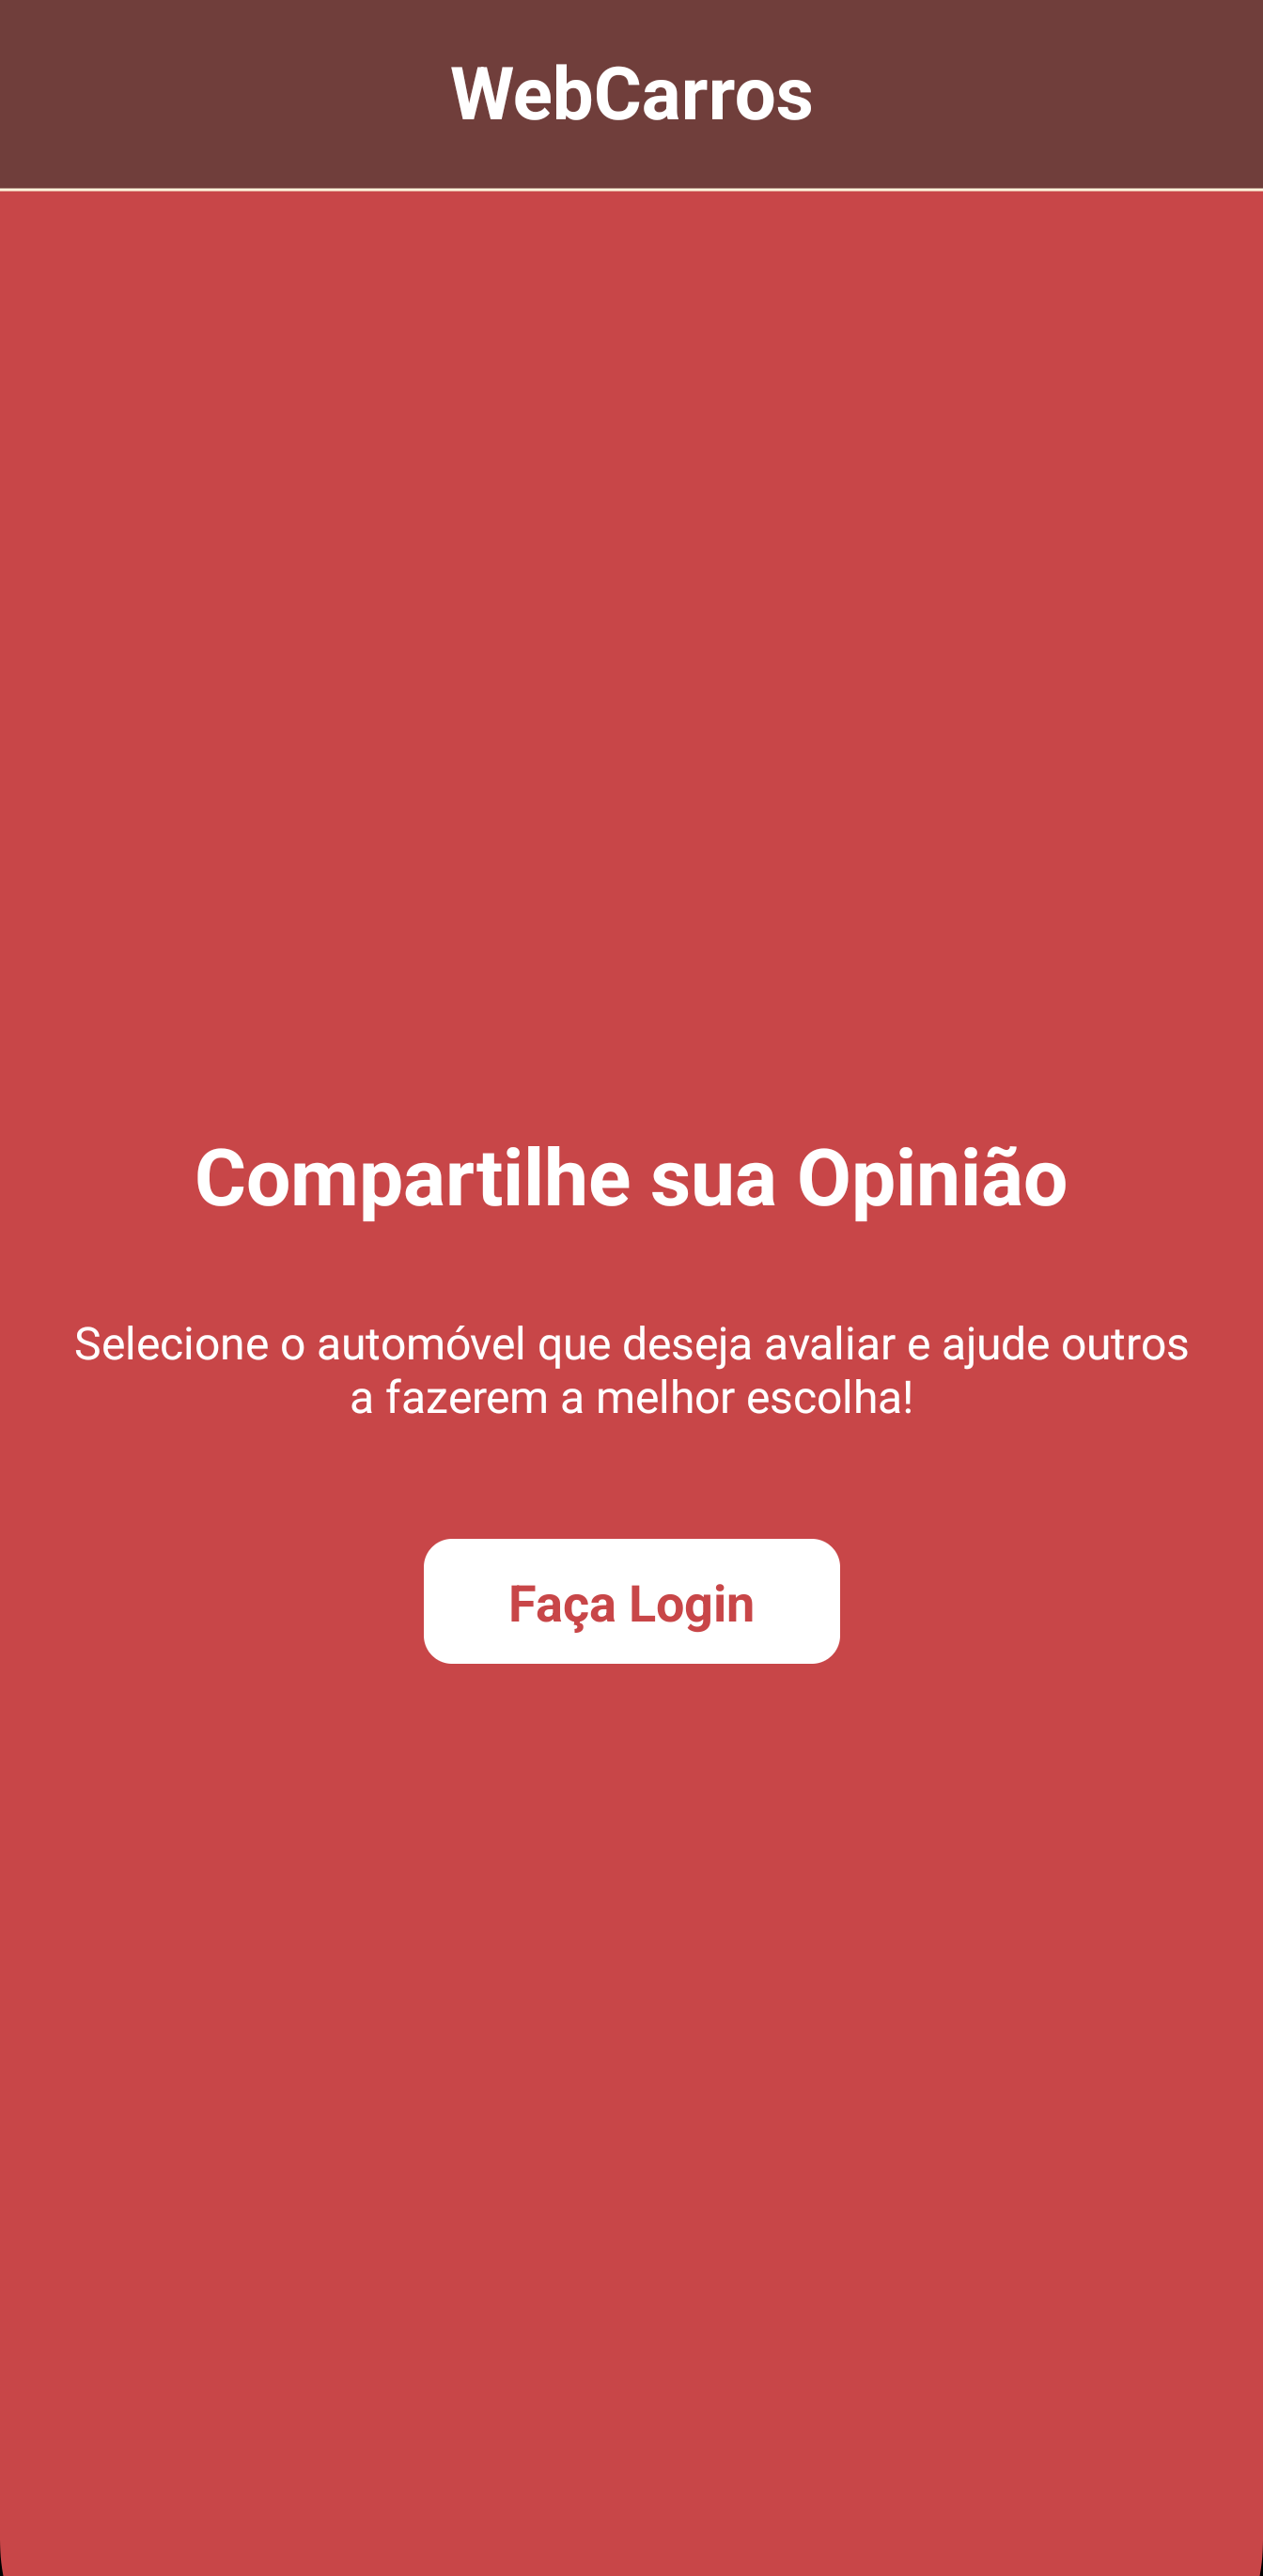 WebCarros
Compartilhe sua Opinião
Selecione o automóvel que deseja avaliar e ajude outros
a fazerem a melhor escolha!
Faça Login